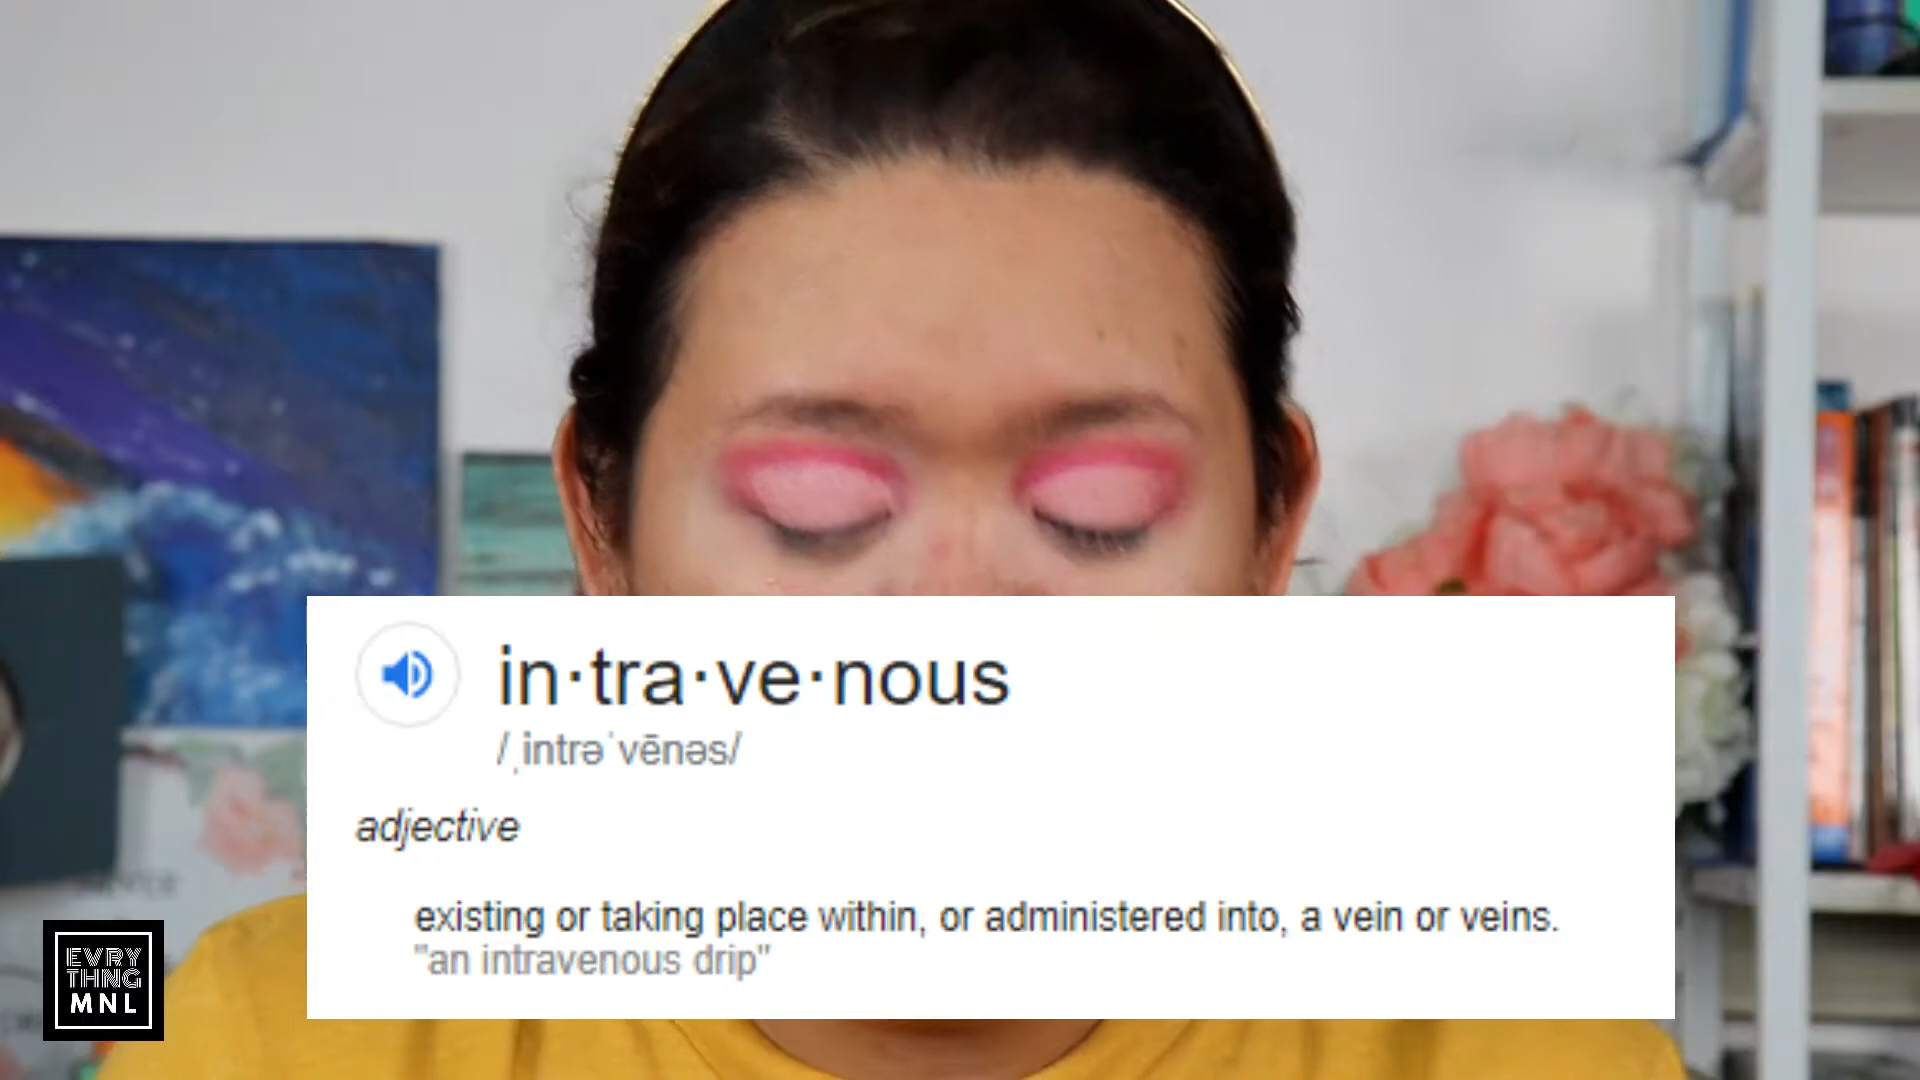 in·tra·ve·nous
/ˌintrəˈvēnəs/
adjective
existing or taking place within, or administered into, a vein or veins.
"an intravenous drip"
EVRY
THNG
MNL